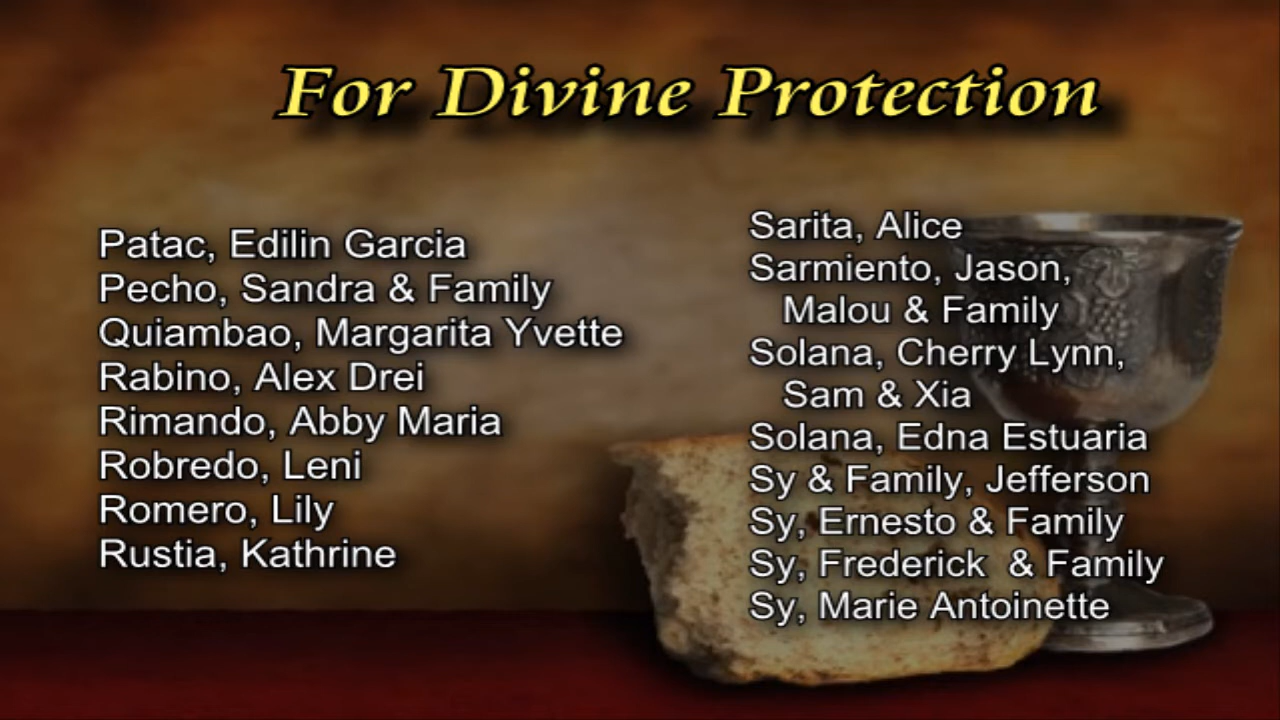 For Divine Protection
Patac, Edilin Garcia
Pecho, Sandra & Family
Quiambao, Margarita Yvette
Rabino, Alex Drei
Rimando, Abby Maria
Robredo, Leni
Romero, Lily
Rustia, Kathrine
Sarita, Alice
Sarmiento, Jason,
Malou & Family
Solana, Cherry Lynn,
Sam & Xia
Solana, Edna Estuaria
Sy & Family, Jefferson
Sy, Ernesto & Family
Sy, Frederick  & Family
Sy, Marie Antoinette